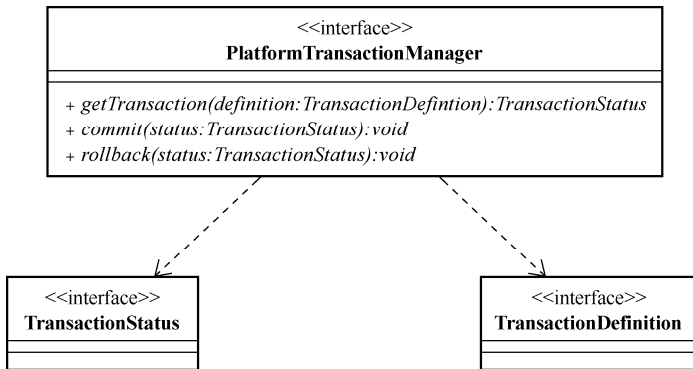 <<interface>>
PlatformTransactionManager
+ getTransaction(definition:TransactionDefintion):TransactionStatus
+ commit(status:TransactionStatus):void
+ rollback(status:TransactionStatus):void
<<interface>>
TransactionStatus
<<interface>>
TransactionDefinition